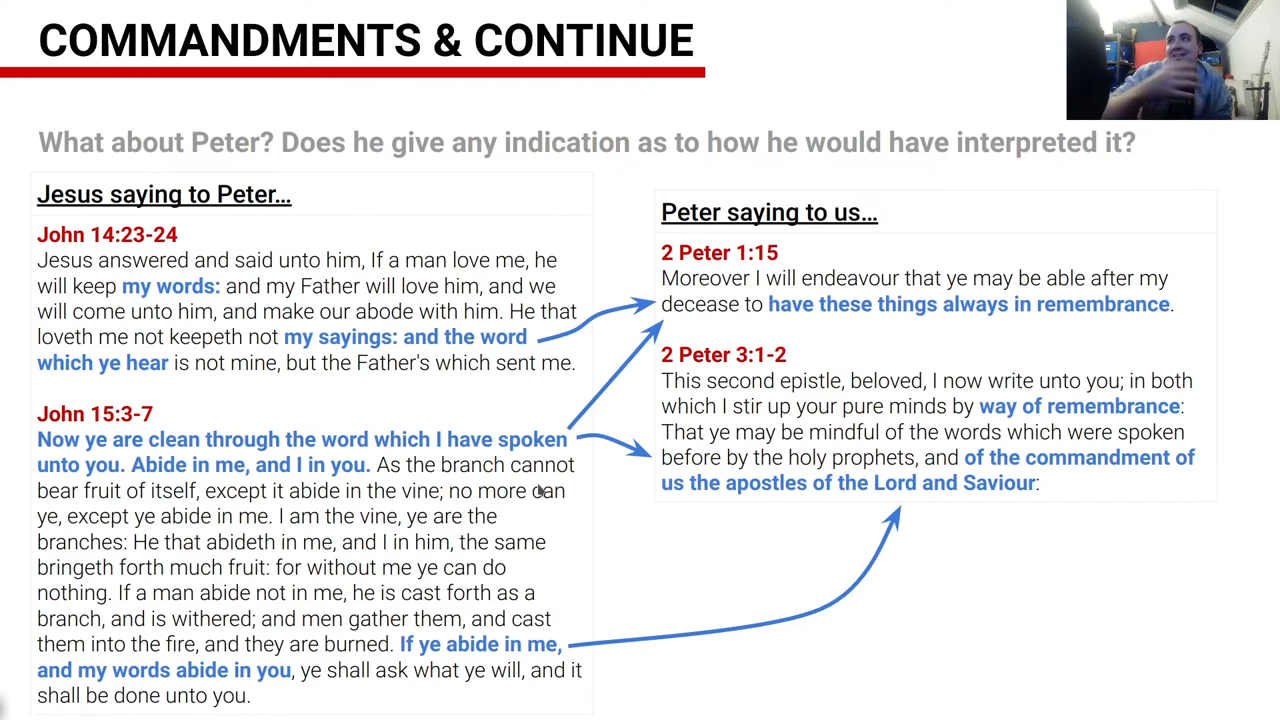 COMMANDMENTS & CONTINUE
What about Peter? Does he give any indication as to how he would have interpreted it?
Jesus saying to Peter...
John 14:23-24
Jesus answered and said unto him, If a man love me, he
will keep my words: and my Father will love him, and we
will come unto him, and make our abode with him. He that
loveth me not keepeth not my sayings: and the word
which ye hear is not mine, but the Father's which sent me.
John 15:3-7
Now ye are clean through the word which I have spoken
unto you. Abide in me, and I in you. As the branch cannot
bear fruit of itself, except it abide in the vine; no more can
ye, except ye abide in me. I am the vine, ye are the
branches: He that abideth in me, and I in him, the same
bringeth forth much fruit: for without me ye can do
nothing. If a man abide not in me, he is cast forth as a
branch, and is withered; and men gather them, and cast
them into the fire, and they are burned. If ye abide in me,
and my words abide in you, ye shall ask what ye will, and it
shall be done unto you.
Peter saying to us...
2 Peter 1:15
Moreover I will endeavour that ye may be able after my
decease to have these things always in remembrance.
2 Peter 3:1-2
This second epistle, beloved, I now write unto you; in both
which I stir up your pure minds by way of remembrance:
That ye may be mindful of the words which were spoken
before by the holy prophets, and of the commandment of
us the apostles of the Lord and Saviour: